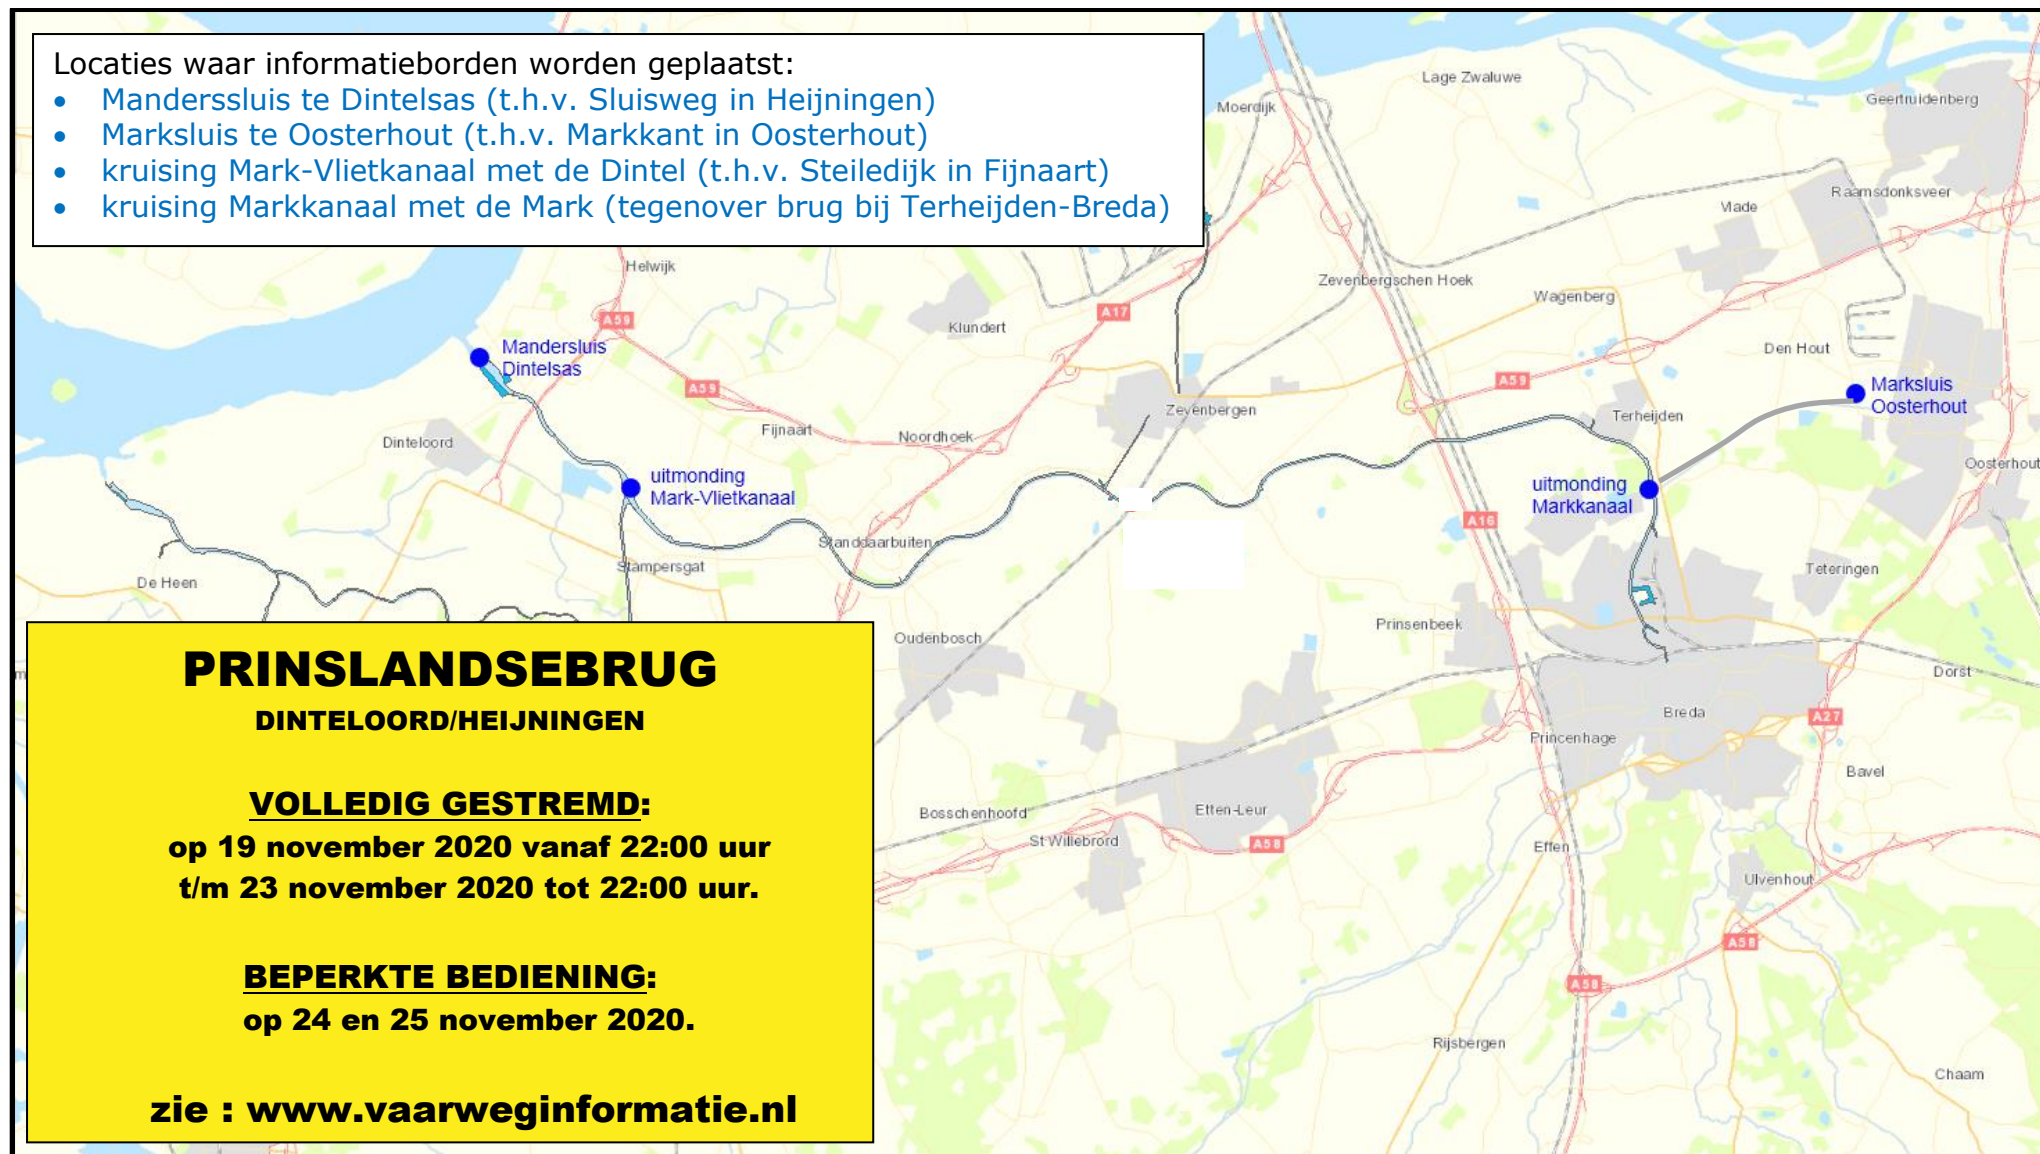 Locaties waar informatieborden worden geplaatst:
• Manderssluis te Dintelsas (t.h.v. Sluisweg in Heijningen)
• Marksluis te Oosterhout (t.h.v. Markkant in Oosterhout)
• kruising Mark-Vlietkanaal met de Dintel (t.h.v. Steiledijk in Fijnaart)
• kruising Markkanaal met de Mark (tegenover brug bij Terheijden-Breda)
Lage Zwaluwe
Moerdijk
Geertruidenberg
Raamsdonksveer
Made
Helwijk
Zevenbergschen Hoek
Wagenberg
A59
A17
Klundert
Den Hout
Mandersluis
Dintelsas
A59
A59
Marksluis
Oosterhout
Zevenbergen
Terheijden
Dinteloord
Fijnaart
Noordhoek
Oosterhout
uitmonding
Mark-Vlietkanaal
uitmonding
Markkanaal
A16
Standdaarbuiten
Stampersgat
De Heen
Teteringen
Prinsenbeek
Oudenbosch
Dorst
Breda
A27
Princenhage
Bavel
Bosschenhoofd
Etten-Leur
St Willebrord
A58
Effen
Ulvenhout
A58
A58
Rijsbergen
Chaam
PRINSLANDSEBRUG
DINTELOORD/HEIJNINGEN
VOLLEDIG GESTREMD:
op 19 november 2020 vanaf 22:00 uur
t/m 23 november 2020 tot 22:00 uur.
BEPERKTE BEDIENING:
op 24 en 25 november 2020.
zie : www.vaarweginformatie.nl